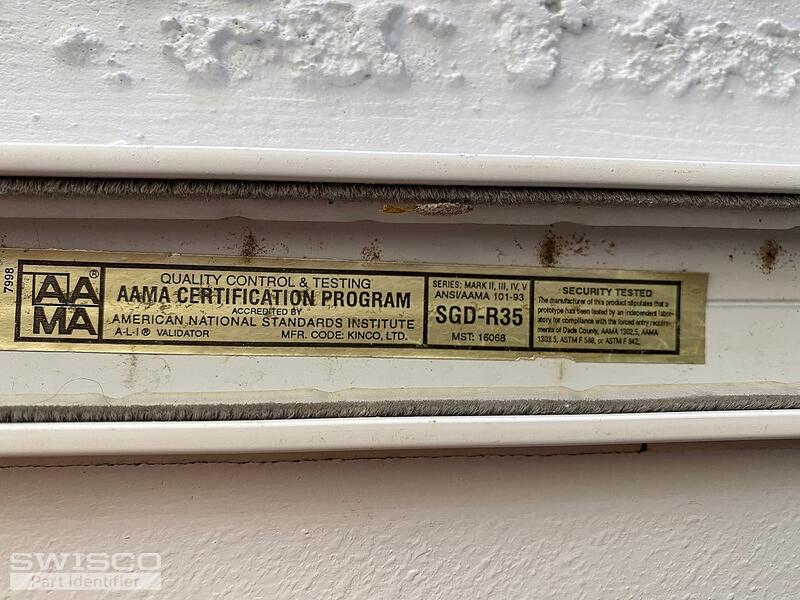 7998
AA®
MA
QUALITY CONTROL & TESTING
AAMA CERTIFICATION PROGRAM
ACCREDITED BY
AMERICAN NATIONAL STANDARDS INSTITUTE
A-L-I® VALIDATOR MFR. CODE: KINCO, LTD.
SERIES: MARK II, III, IV, V
ANSI/AAMA 101-93
SGD-R35
MST: 16068
SECURITY TESTED
The manufacturer of this product stipulates that a
prototype has been tested by an independent labor-
atory, for compliance with the forced entry require-
ments of Dade County, AAMA 1302.5, AAMA
1303.5, ASTM F 588, or ASTM F 842.
SWISCO
Part Identifier